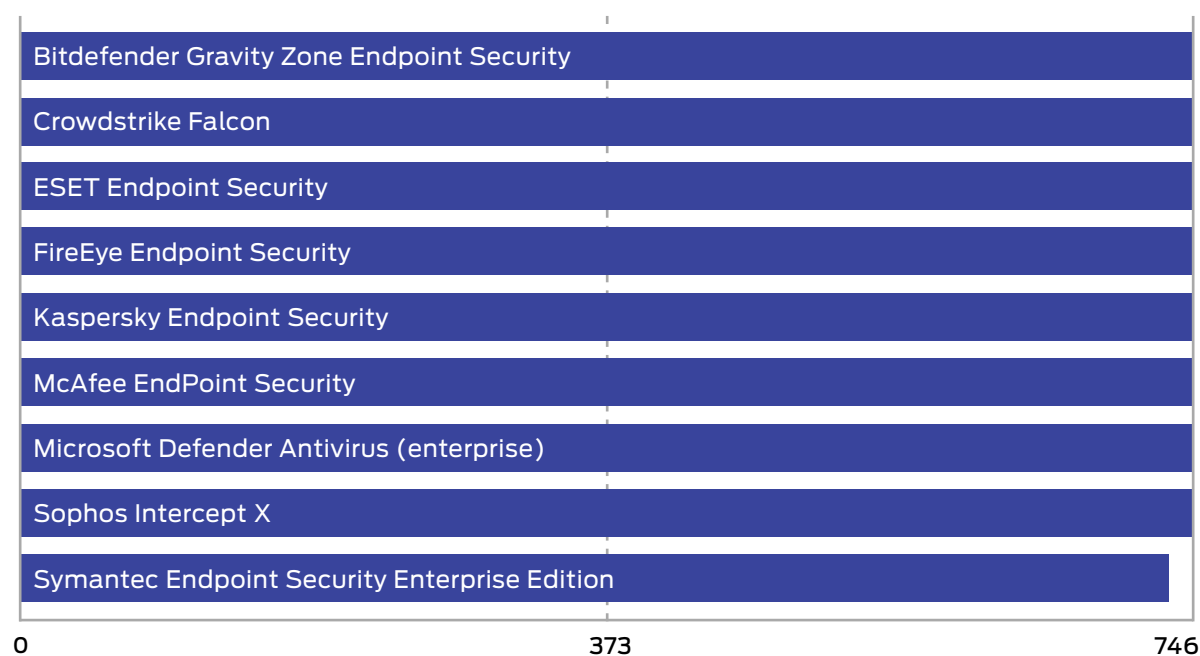 Bitdefender Gravity Zone Endpoint Security
Crowdstrike Falcon
ESET Endpoint Security
FireEye Endpoint Security
Kaspersky Endpoint Security
McAfee EndPoint Security
Microsoft Defender Antivirus (enterprise)
Sophos Intercept X
Symantec Endpoint Security Enterprise Edition
0 373 746